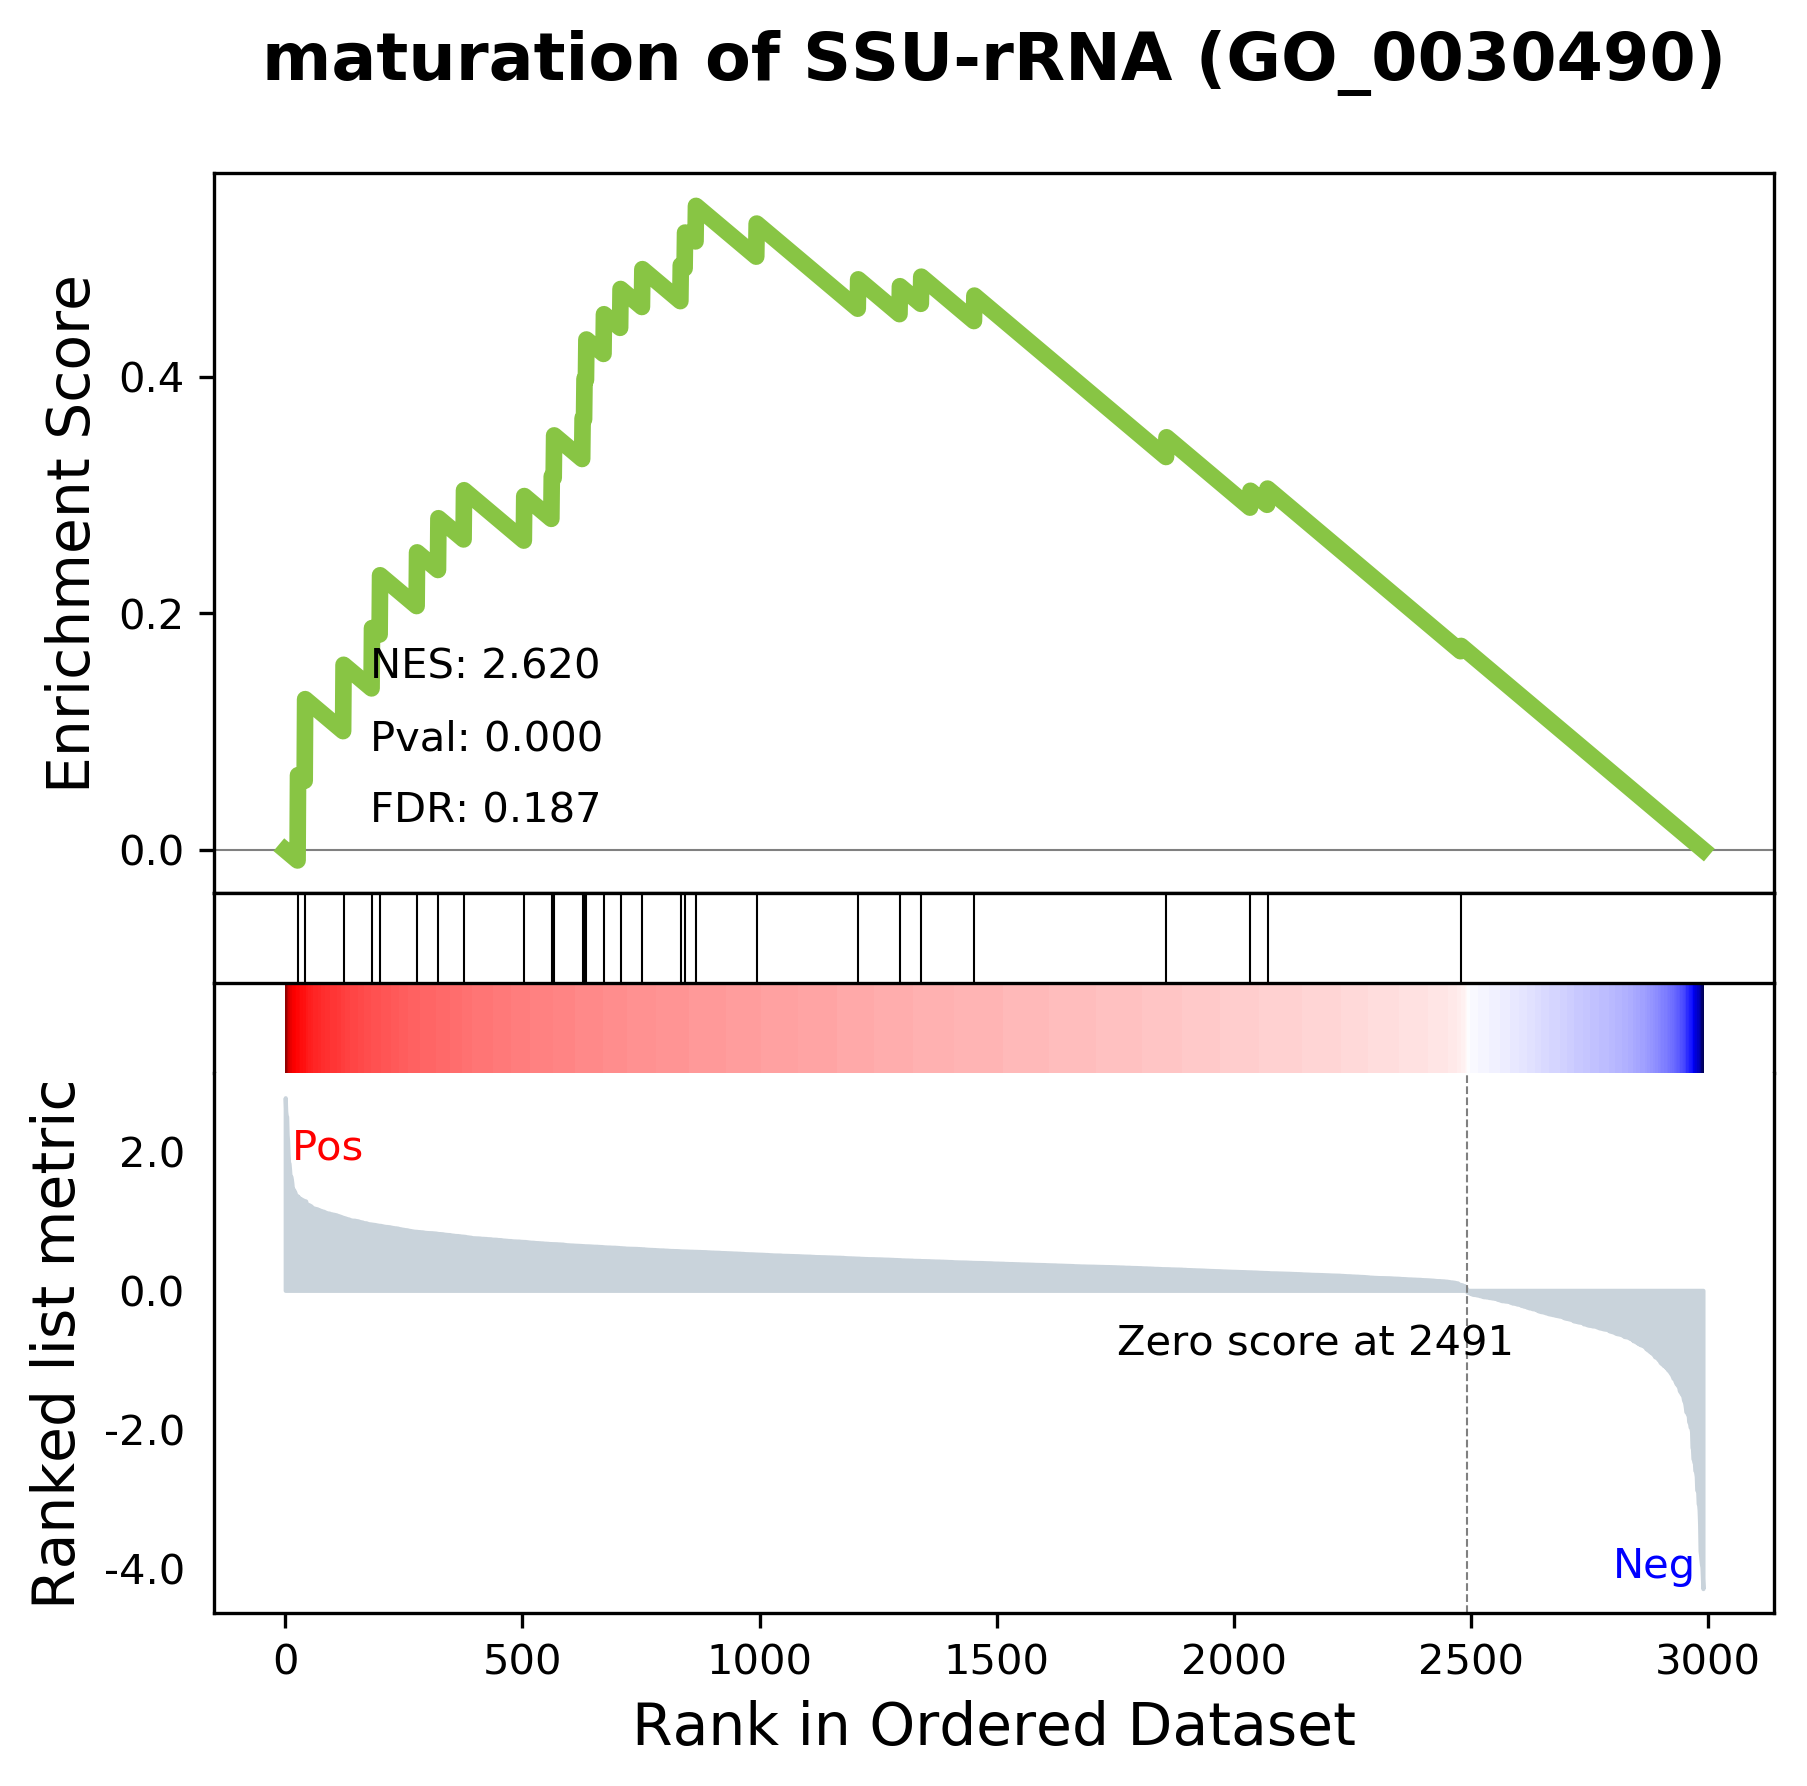 maturation of SSU-rRNA (GO_0030490)
Enrichment Score
0.4
0.2
0.0
NES: 2.620
Pval: 0.000
FDR: 0.187
Ranked list metric
2.0
0.0
-2.0
-4.0
Pos
Zero score at 2491
Neg
0 500 1000 1500 2000 2500 3000
Rank in Ordered Dataset